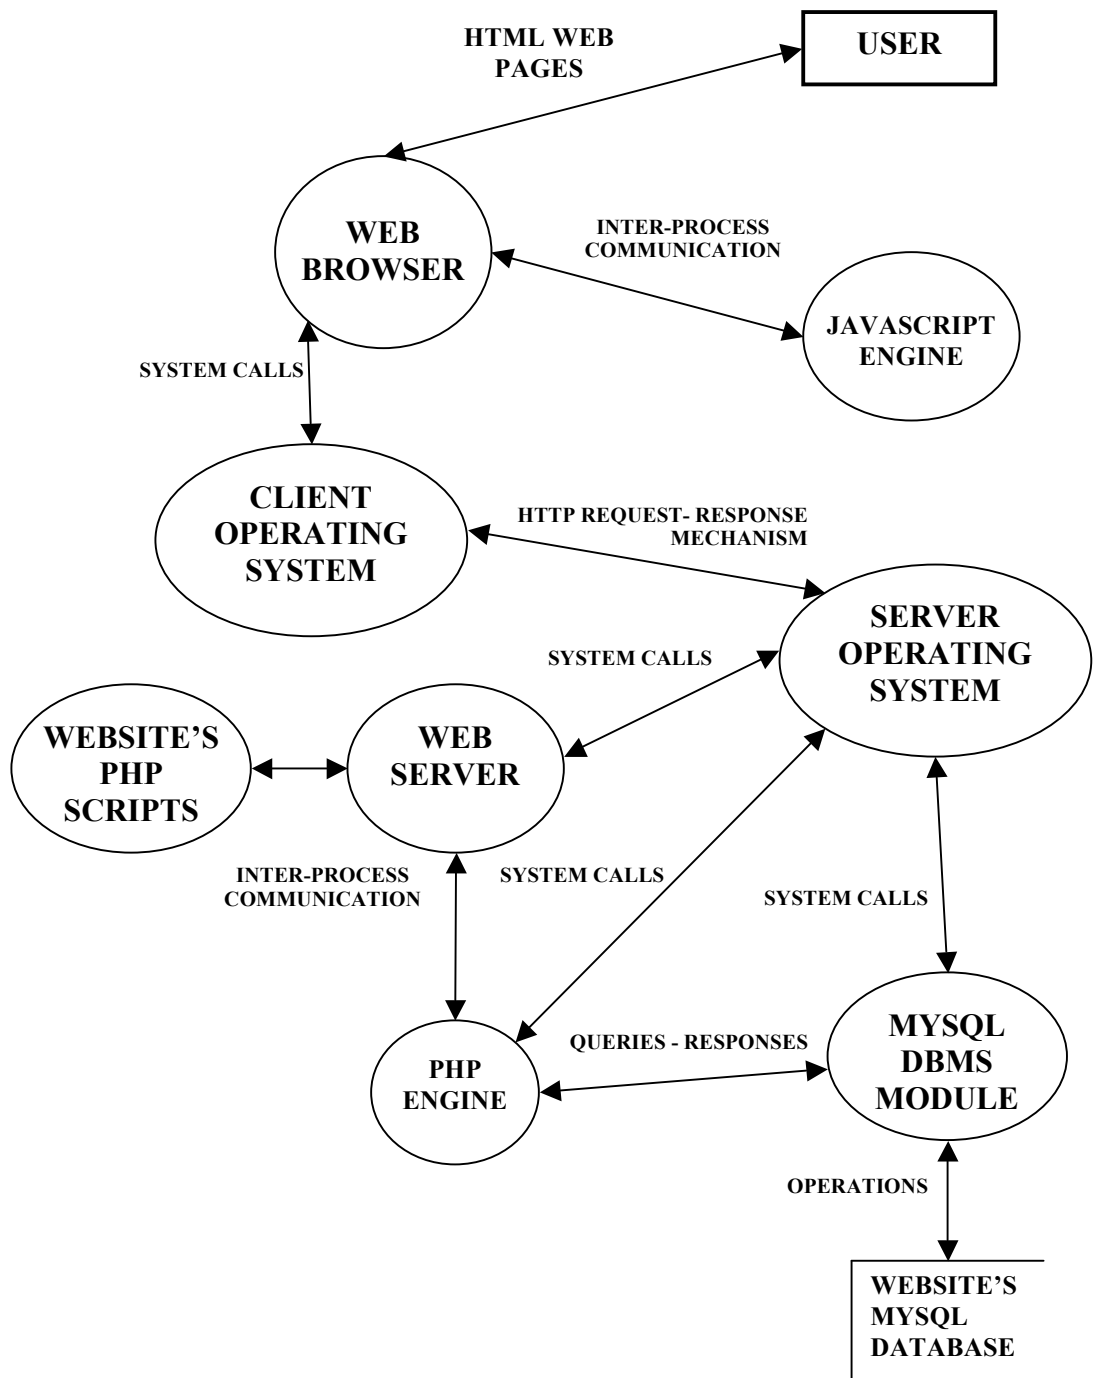 HTML WEB
PAGES
USER
WEB
BROWSER
INTER-PROCESS
COMMUNICATION
JAVASCRIPT
ENGINE
SYSTEM CALLS
CLIENT
OPERATING
SYSTEM
HTTP REQUEST- RESPONSE
MECHANISM
SERVER
OPERATING
SYSTEM
SYSTEM CALLS
WEBSITE’S
PHP
SCRIPTS
WEB
SERVER
INTER-PROCESS
COMMUNICATION
SYSTEM CALLS
SYSTEM CALLS
PHP
ENGINE
QUERIES - RESPONSES
MYSQL
DBMS
MODULE
OPERATIONS
WEBSITE’S
MYSQL
DATABASE